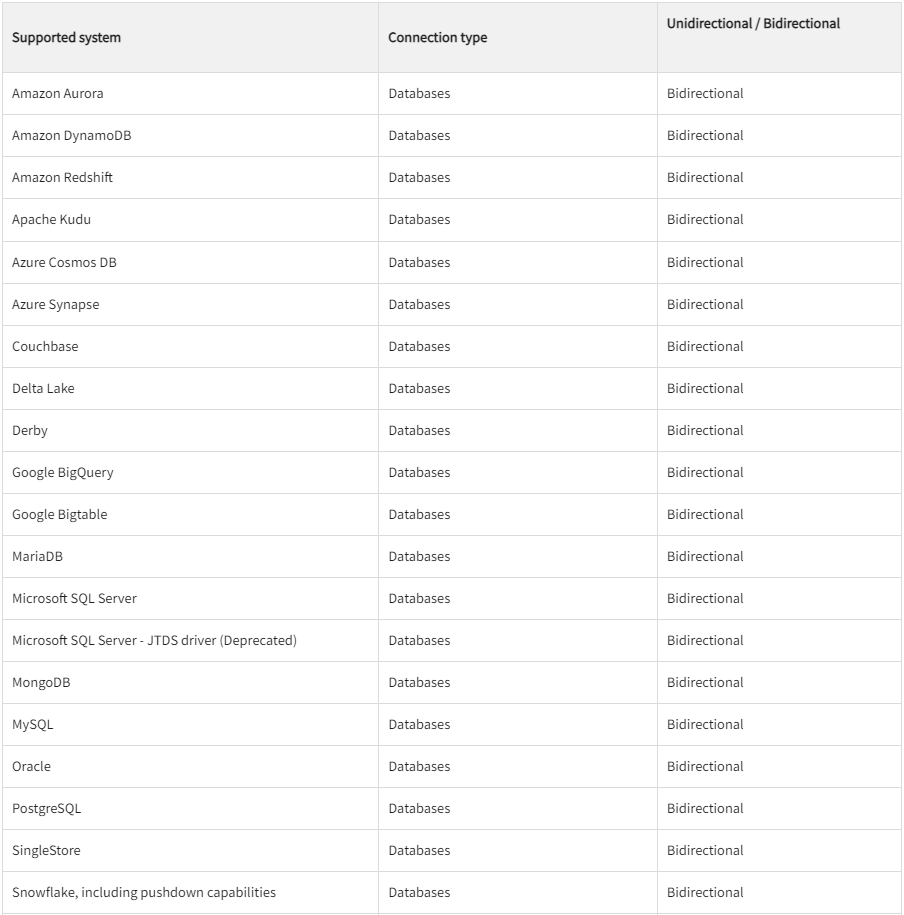 Supported system Connection type Unidirectional / Bidirectional
Amazon Aurora Databases Bidirectional
Amazon DynamoDB Databases Bidirectional
Amazon Redshift Databases Bidirectional
Apache Kudu Databases Bidirectional
Azure Cosmos DB Databases Bidirectional
Azure Synapse Databases Bidirectional
Couchbase Databases Bidirectional
Delta Lake Databases Bidirectional
Derby Databases Bidirectional
Google BigQuery Databases Bidirectional
Google Bigtable Databases Bidirectional
MariaDB Databases Bidirectional
Microsoft SQL Server Databases Bidirectional
Microsoft SQL Server - JTDS driver (Deprecated) Databases Bidirectional
MongoDB Databases Bidirectional
MySQL Databases Bidirectional
Oracle Databases Bidirectional
PostgreSQL Databases Bidirectional
SingleStore Databases Bidirectional
Snowflake, including pushdown capabilities Databases Bidirectional